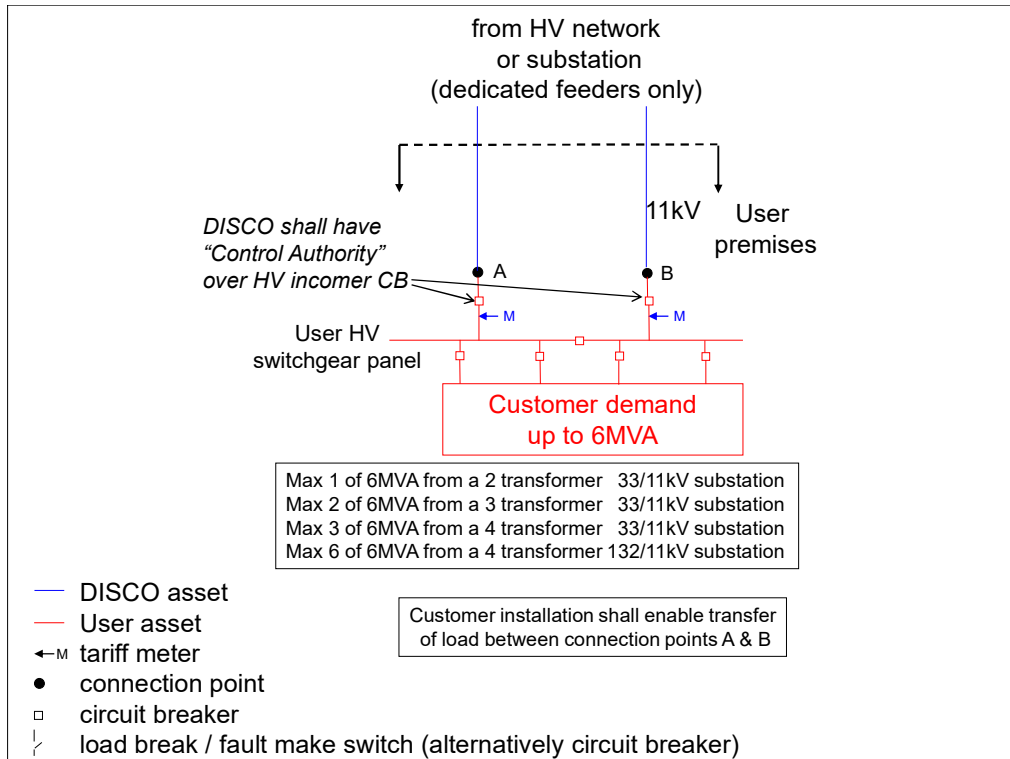 from HV network
or substation
(dedicated feeders only)
11kV
User
premises
DISCO shall have
“Control Authority”
over HV incomer CB
A
B
M
M
User HV
switchgear panel
Customer demand
up to 6MVA
Max 1 of 6MVA from a 2 transformer 33/11kV substation
Max 2 of 6MVA from a 3 transformer 33/11kV substation
Max 3 of 6MVA from a 4 transformer 33/11kV substation
Max 6 of 6MVA from a 4 transformer 132/11kV substation
DISCO asset
User asset
M tariff meter
connection point
circuit breaker
load break / fault make switch (alternatively circuit breaker)
Customer installation shall enable transfer
of load between connection points A & B